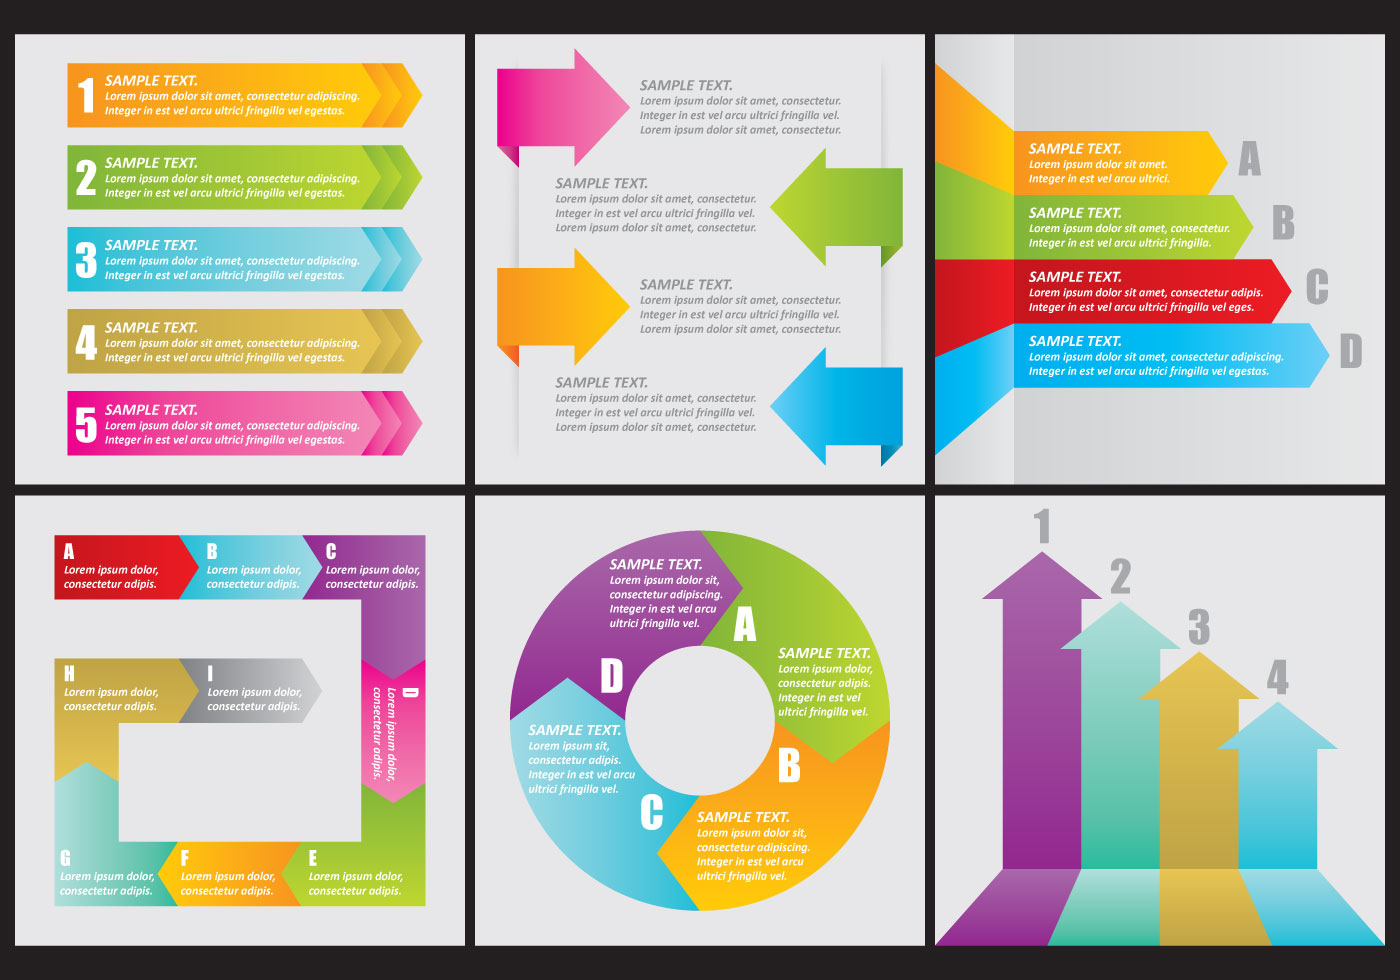 1
SAMPLE TEXT.
Lorem ipsum dolor sit amet, consectetur adipiscing.
Integer in est vel arcu ultrici fringilla vel egestas.
2
SAMPLE TEXT.
Lorem ipsum dolor sit amet, consectetur adipiscing.
Integer in est vel arcu ultrici fringilla vel egestas.
3
SAMPLE TEXT.
Lorem ipsum dolor sit amet, consectetur adipiscing.
Integer in est vel arcu ultrici fringilla vel egestas.
4
SAMPLE TEXT.
Lorem ipsum dolor sit amet, consectetur adipiscing.
Integer in est vel arcu ultrici fringilla vel egestas.
5
SAMPLE TEXT.
Lorem ipsum dolor sit amet, consectetur adipiscing.
Integer in est vel arcu ultrici fringilla vel egestas.
SAMPLE TEXT.
Lorem ipsum dolor sit amet, consectetur.
Integer in est vel arcu ultrici fringilla vel.
Lorem ipsum dolor sit amet, consectetur.
SAMPLE TEXT.
Lorem ipsum dolor sit amet, consectetur.
Integer in est vel arcu ultrici fringilla vel.
Lorem ipsum dolor sit amet, consectetur.
SAMPLE TEXT.
Lorem ipsum dolor sit amet, consectetur.
Integer in est vel arcu ultrici fringilla vel.
Lorem ipsum dolor sit amet, consectetur.
SAMPLE TEXT.
Lorem ipsum dolor sit amet, consectetur.
Integer in est vel arcu ultrici fringilla vel.
Lorem ipsum dolor sit amet, consectetur.
SAMPLE TEXT.
Lorem ipsum dolor sit amet.
Integer in est vel arcu ultrici.
A
SAMPLE TEXT.
Lorem ipsum dolor sit amet, consectetur.
Integer in est vel arcu ultrici fringilla.
B
SAMPLE TEXT.
Lorem ipsum dolor sit amet, consectetur adipis.
Integer in est vel arcu ultrici fringilla vel eges.
C
SAMPLE TEXT.
Lorem ipsum dolor sit amet, consectetur adipiscing.
Integer in est vel arcu ultrici fringilla vel egestas.
D
A
Lorem ipsum dolor,
consectetur adipis.
B
Lorem ipsum dolor,
consectetur adipis.
C
Lorem ipsum dolor,
consectetur adipis.
D
Lorem ipsum dolor,
consectetur adipis.
E
Lorem ipsum dolor,
consectetur adipis.
F
Lorem ipsum dolor,
consectetur adipis.
G
Lorem ipsum dolor,
consectetur adipis.
H
Lorem ipsum dolor,
consectetur adipis.
I
Lorem ipsum dolor,
consectetur adipis.
SAMPLE TEXT.
Lorem ipsum dolor sit,
consectetur adipiscing.
Integer in est vel arcu
ultrici fringilla vel.
A
SAMPLE TEXT.
Lorem ipsum dolor,
consectetur adipis.
Integer in est vel
ultrici fringilla vel.
B
SAMPLE TEXT.
Lorem ipsum dolor sit,
consectetur adipiscing.
Integer in est vel arcu
ultrici fringilla vel.
C
SAMPLE TEXT.
Lorem ipsum sit,
consectetur adipis.
Integer in est vel arcu
ultrici fringilla vel.
D
1
2
3
4